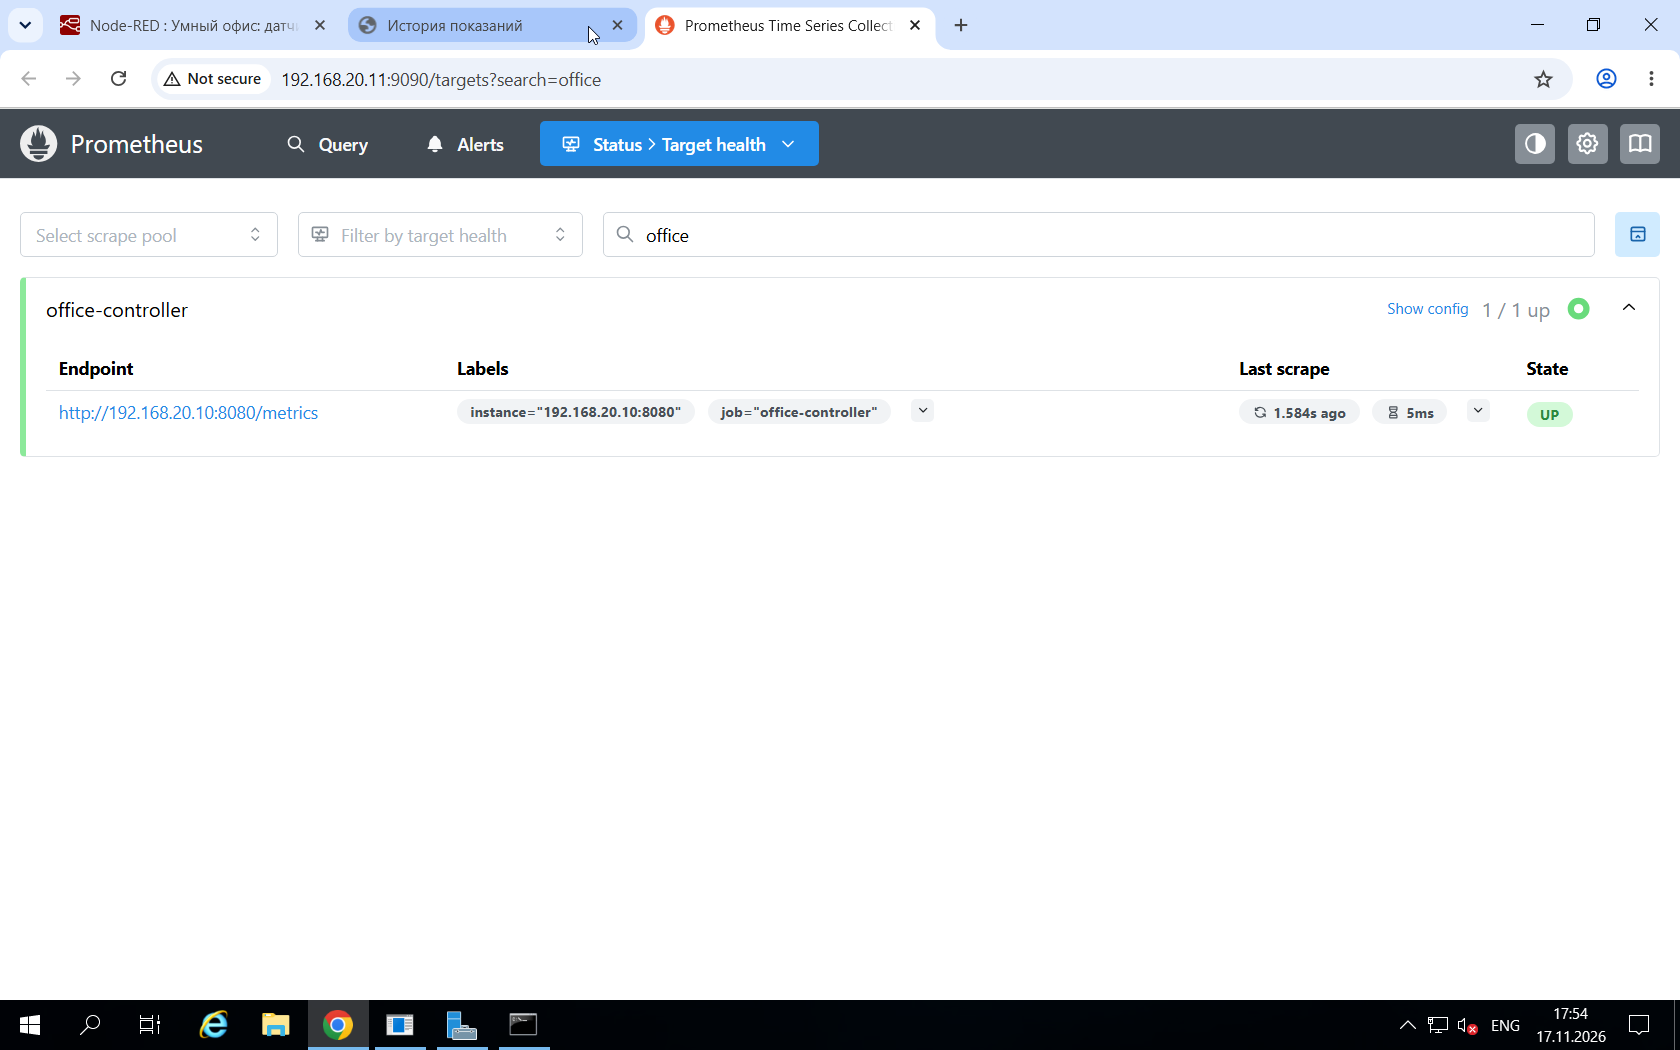 Node-RED : Умный офис: датч
История показаний
Prometheus Time Series Collect
Not secure
192.168.20.11:9090/targets?search=office
Prometheus
Query
Alerts
Status > Target health
Select scrape pool
Filter by target health
office
office-controller
Show config
1 / 1 up
Endpoint
Labels
Last scrape
State
http://192.168.20.10:8080/metrics
instance="192.168.20.10:8080"
job="office-controller"
1.584s ago
5ms
UP
ENG
17:54
17.11.2026